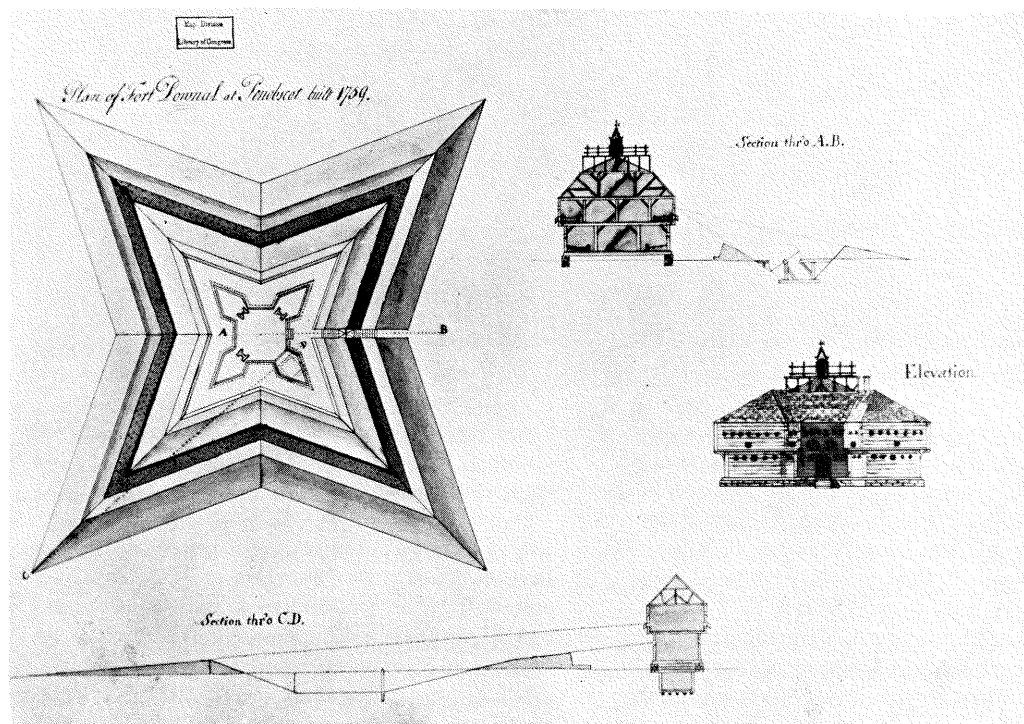 Map Division
Library of Congress
Plan of Fort Pownal at Penobscot built 1759.
Section thro A.B.
A
B
D
Elevation
C
Section thro C.D.